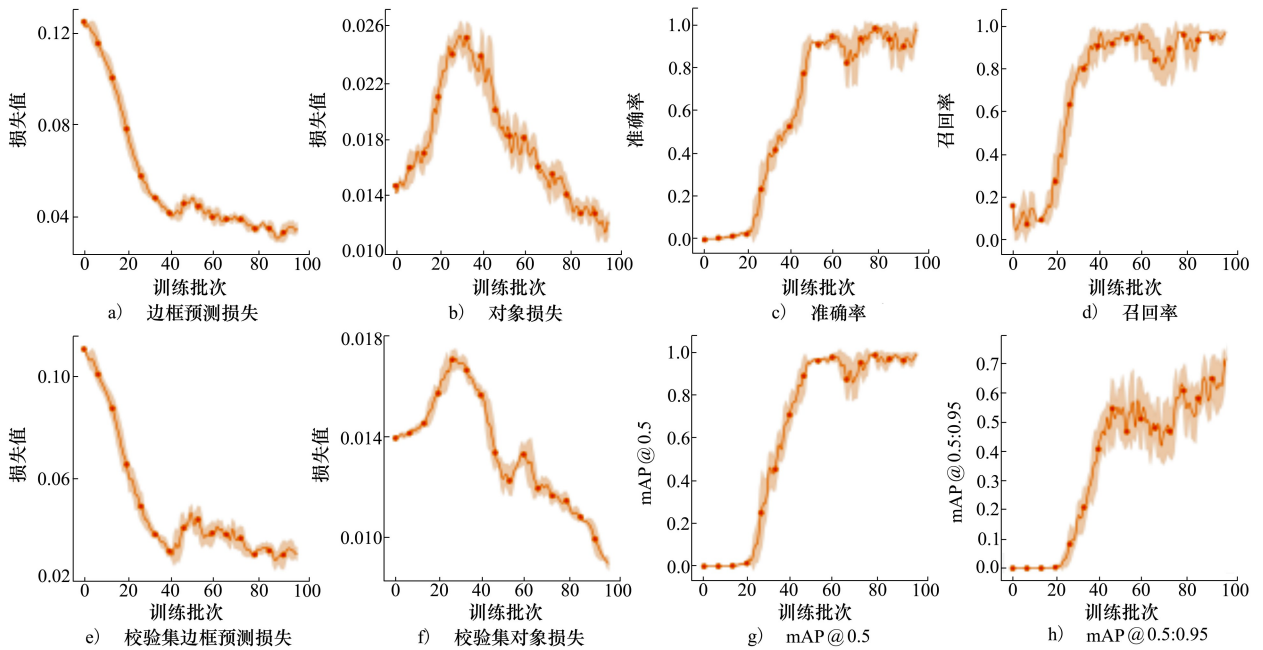 0.12
0.08
0.04
损失值
0 20 40 60 80 100
训练批次
a） 边框预测损失
0.026
0.022
0.018
0.014
0.010
损失值
0 20 40 60 80 100
训练批次
b） 对象损失
1.0
0.8
0.6
0.4
0.2
0.0
准确率
0 20 40 60 80 100
训练批次
c） 准确率
1.0
0.8
0.6
0.4
0.2
0.0
召回率
0 20 40 60 80 100
训练批次
d） 召回率
0.10
0.06
0.02
损失值
0 20 40 60 80 100
训练批次
e） 校验集边框预测损失
0.018
0.014
0.010
损失值
0 20 40 60 80 100
训练批次
f） 校验集对象损失
1.0
0.8
0.6
0.4
0.2
0.0
mAP@0.5
0 20 40 60 80 100
训练批次
g） mAP@0.5
0.7
0.6
0.5
0.4
0.3
0.2
0.1
0.0
mAP@0.5:0.95
0 20 40 60 80 100
训练批次
h） mAP@0.5:0.95